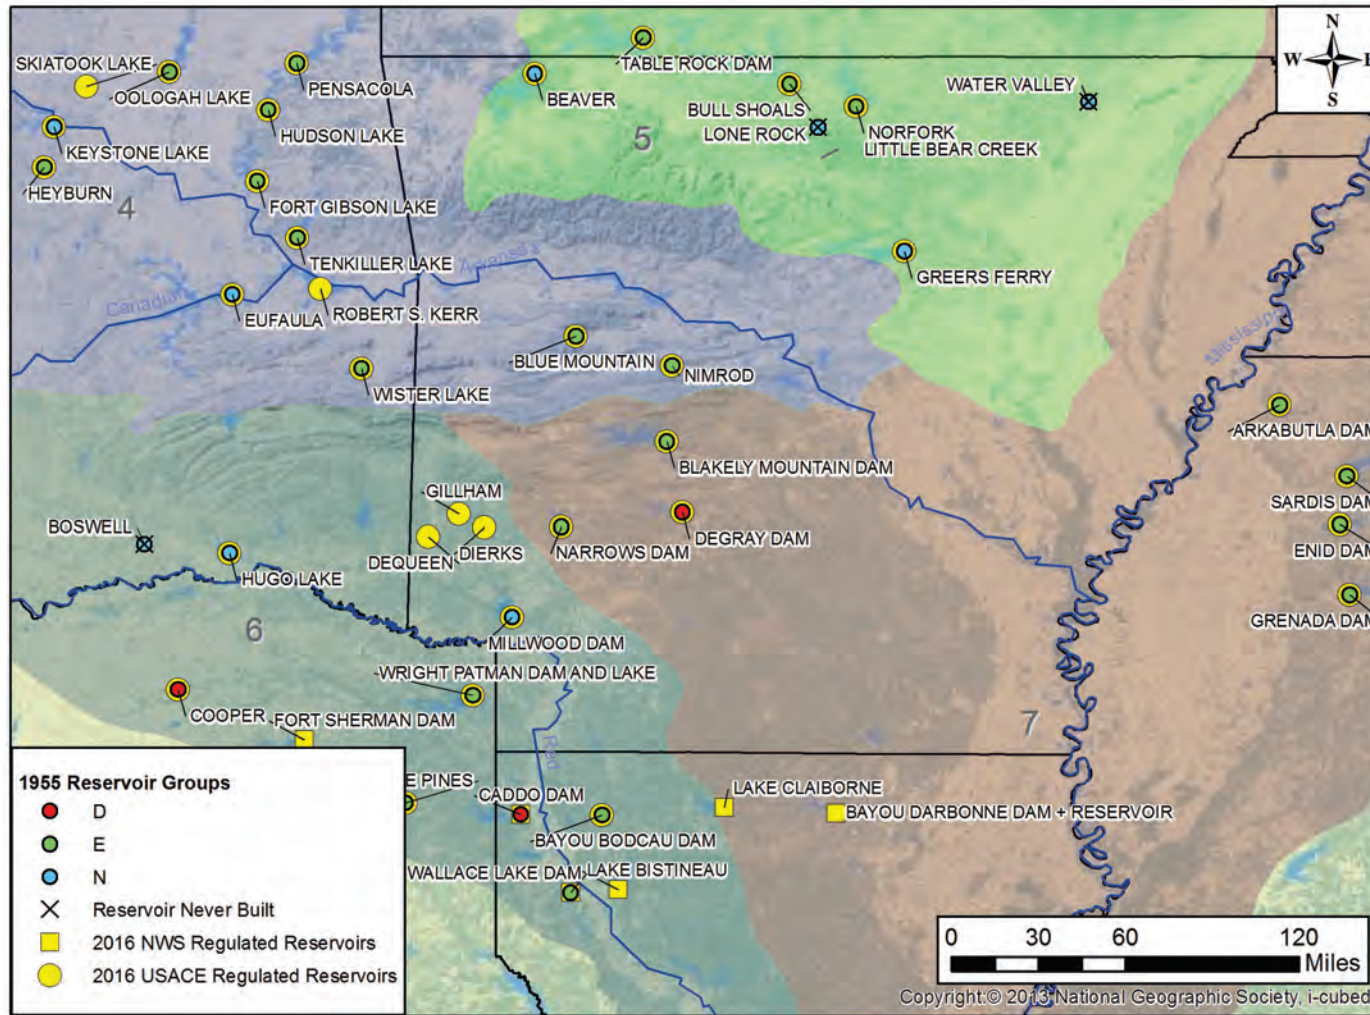 N
W
E
S
SKIATOOK LAKE
OOLOGAH LAKE
PENSACOLA
TABLE ROCK DAM
BEAVER
BULL SHOALS
LONE ROCK
WATER VALLEY
HUDSON LAKE
NORFORK
LITTLE BEAR CREEK
5
KEYSTONE LAKE
HEYBURN
4
FORT GIBSON LAKE
TENKILLER LAKE
Arkansas
GREERS FERRY
Canadian
EUFAULA
ROBERT S. KERR
Mississippi
BLUE MOUNTAIN
NIMROD
WISTER LAKE
ARKABUTLA DAM
BLAKELY MOUNTAIN DAM
SARDIS DAM
GILLHAM
BOSWELL
DEGRAY DAM
DEQUEEN
DIERKS
NARROWS DAM
ENID DAM
HUGO LAKE
GRENADA DAM
6
MILLWOOD DAM
WRIGHT PATMAN DAM AND LAKE
COOPER
FORT SHERMAN DAM
7
Red
E PINES
CADDO DAM
LAKE CLAIBORNE
BAYOU DARBONNE DAM + RESERVOIR
BAYOU BODCAU DAM
WALLACE LAKE DAM
LAKE BISTINEAU
1955 Reservoir Groups
D
E
N
Reservoir Never Built
2016 NWS Regulated Reservoirs
2016 USACE Regulated Reservoirs
0 30 60 120
Miles
Copyright:© 2013 National Geographic Society, i-cubed